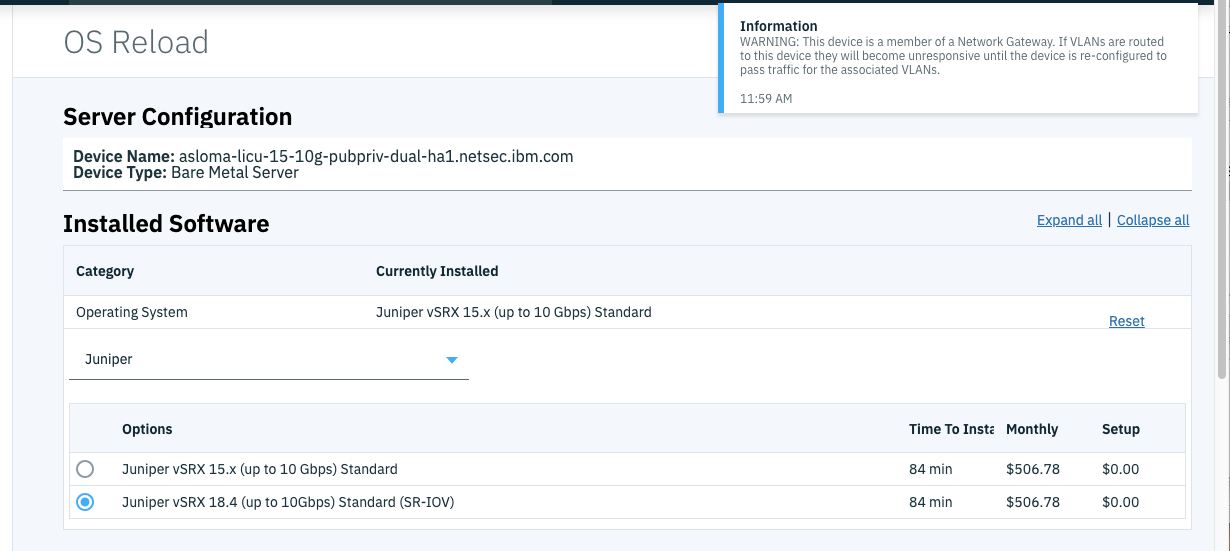 OS Reload
Information
WARNING: This device is a member of a Network Gateway. If VLANs are routed
to this device they will become unresponsive until the device is re-configured to
pass traffic for the associated VLANs.
11:59 AM
Server Configuration
Device Name: asloma-licu-15-10g-pubpriv-dual-ha1.netsec.ibm.com
Device Type: Bare Metal Server
Installed Software
Expand all | Collapse all
Category Currently Installed
Operating System Juniper vSRX 15.x (up to 10 Gbps) Standard
Reset
Juniper
Options Time To Insta Monthly Setup
Juniper vSRX 15.x (up to 10 Gbps) Standard 84 min $506.78 $0.00
Juniper vSRX 18.4 (up to 10Gbps) Standard (SR-IOV) 84 min $506.78 $0.00